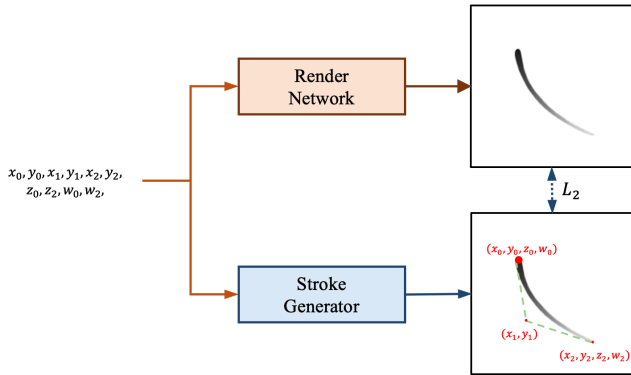 Render
Network
x₀, y₀, x₁, y₁, x₂, y₂,
z₀, z₂, w₀, w₂,
L₂
Stroke
Generator
(x₀, y₀, z₀, w₀)
(x₁, y₁)
(x₂, y₂, z₂, w₂)